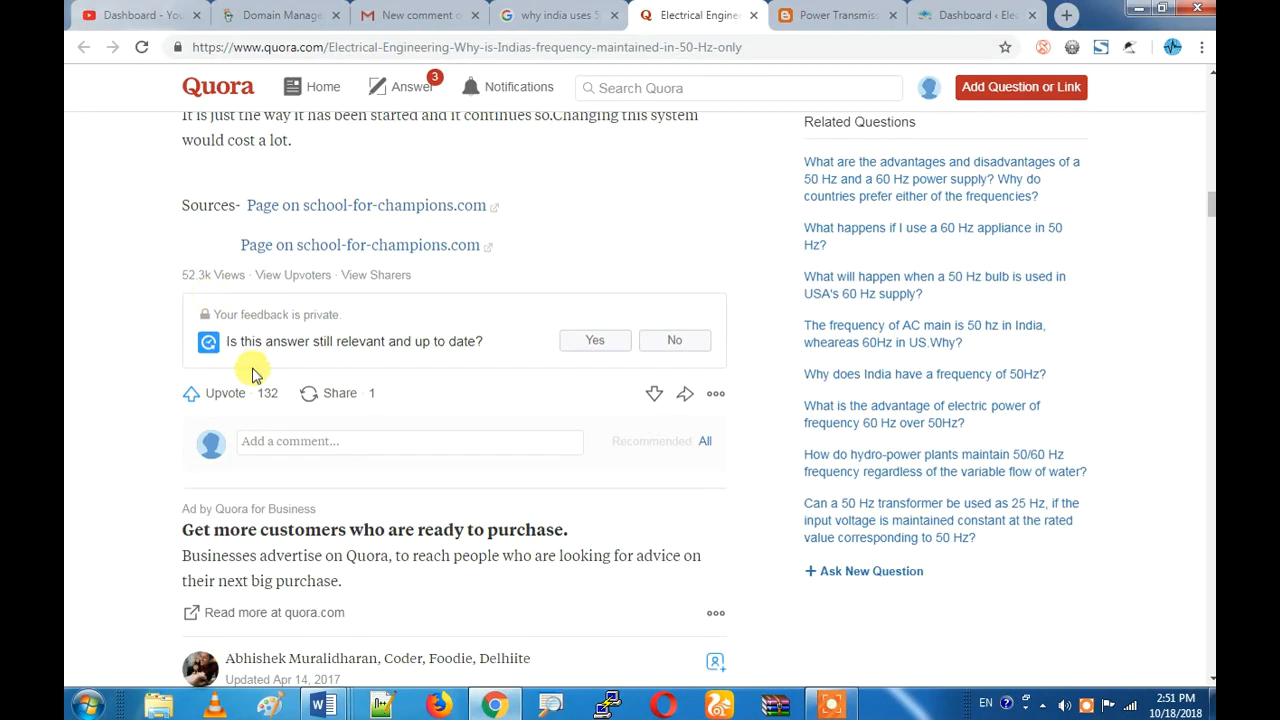 Dashboard - You
Domain Manage
New comment o
why india uses 5
Electrical Engine
Power Transmiss
Dashboard ‹ Elec
https://www.quora.com/Electrical-Engineering-Why-is-Indias-frequency-maintained-in-50-Hz-only
Quora
Home
Answer
3
Notifications
Search Quora
Add Question or Link
It is just the way it has been started and it continues so.Changing this system
would cost a lot.
Sources- Page on school-for-champions.com
Page on school-for-champions.com
52.3k Views · View Upvoters · View Sharers
Your feedback is private.
Is this answer still relevant and up to date?
Yes
No
Upvote · 132
Share · 1
Add a comment...
Recommended All
Ad by Quora for Business
Get more customers who are ready to purchase.
Businesses advertise on Quora, to reach people who are looking for advice on
their next big purchase.
Read more at quora.com
Abhishek Muralidharan, Coder, Foodie, Delhiite
Updated Apr 14, 2017
Related Questions
What are the advantages and disadvantages of a
50 Hz and a 60 Hz power supply? Why do
countries prefer either of the frequencies?
What happens if I use a 60 Hz appliance in 50
Hz?
What will happen when a 50 Hz bulb is used in
USA's 60 Hz supply?
The frequency of AC main is 50 hz in India,
wheareas 60Hz in US.Why?
Why does India have a frequency of 50Hz?
What is the advantage of electric power of
frequency 60 Hz over 50Hz?
How do hydro-power plants maintain 50/60 Hz
frequency regardless of the variable flow of water?
Can a 50 Hz transformer be used as 25 Hz, if the
input voltage is maintained constant at the rated
value corresponding to 50 Hz?
+ Ask New Question
EN
2:51 PM
10/18/2018